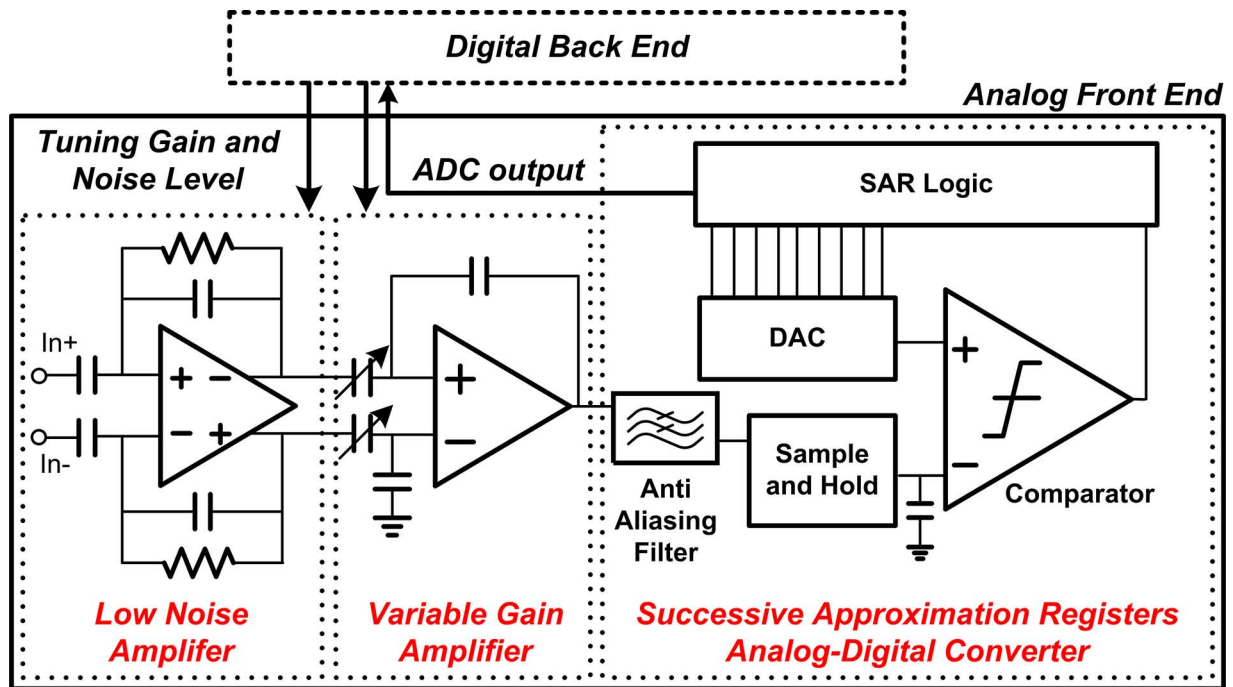 Digital Back End
Analog Front End
Tuning Gain and
Noise Level
ADC output
SAR Logic
DAC
In+
In-
+ −
− +
+
−
+
−
Sample
and Hold
Comparator
Anti
Aliasing
Filter
Low Noise
Amplifer
Variable Gain
Amplifier
Successive Approximation Registers
Analog-Digital Converter